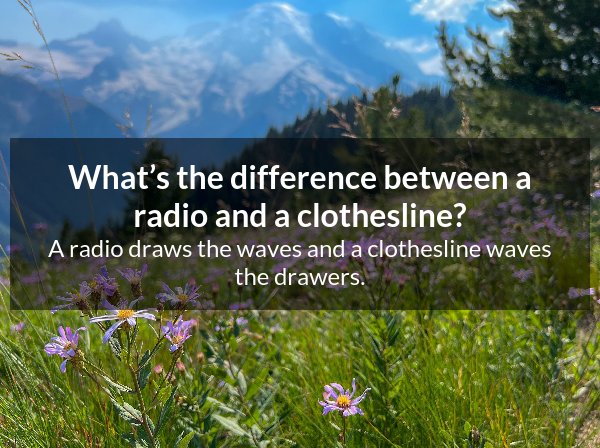 What’s the difference between a
radio and a clothesline?
A radio draws the waves and a clothesline waves
the drawers.